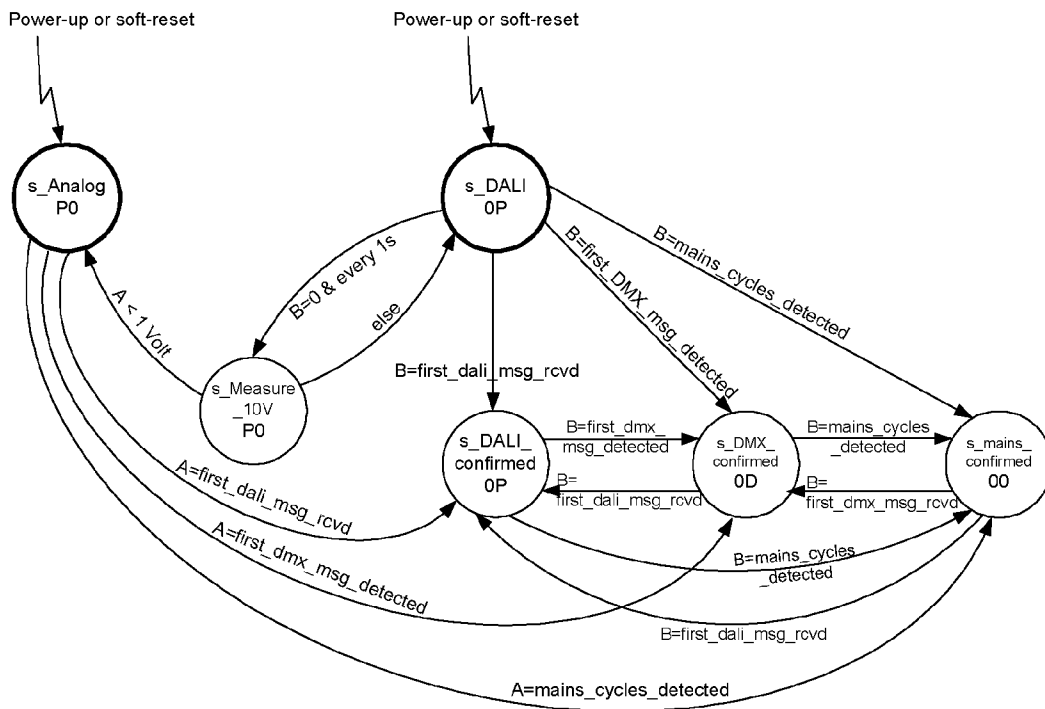 Power-up or soft-reset
Power-up or soft-reset
s_Analog
P0
s_DALI
0P
B=0 & every 1s
else
A < 1 Volt
B=first_DMX_msg_detected
B=mains_cycles_detected
s_Measure
_10V
P0
B=first_dali_msg_rcvd
s_DALI_
confirmed
0P
B=first_dmx_
msg_detected
B=
first_dali_msg_rcvd
s_DMX_
confirmed
0D
B=mains_cycles
_detected
B=
first_dmx_msg_rcvd
s_mains_
confirmed
00
A=first_dali_msg_rcvd
A=first_dmx_msg_detected
B=mains_cycles
_detected
B=first_dali_msg_rcvd
A=mains_cycles_detected